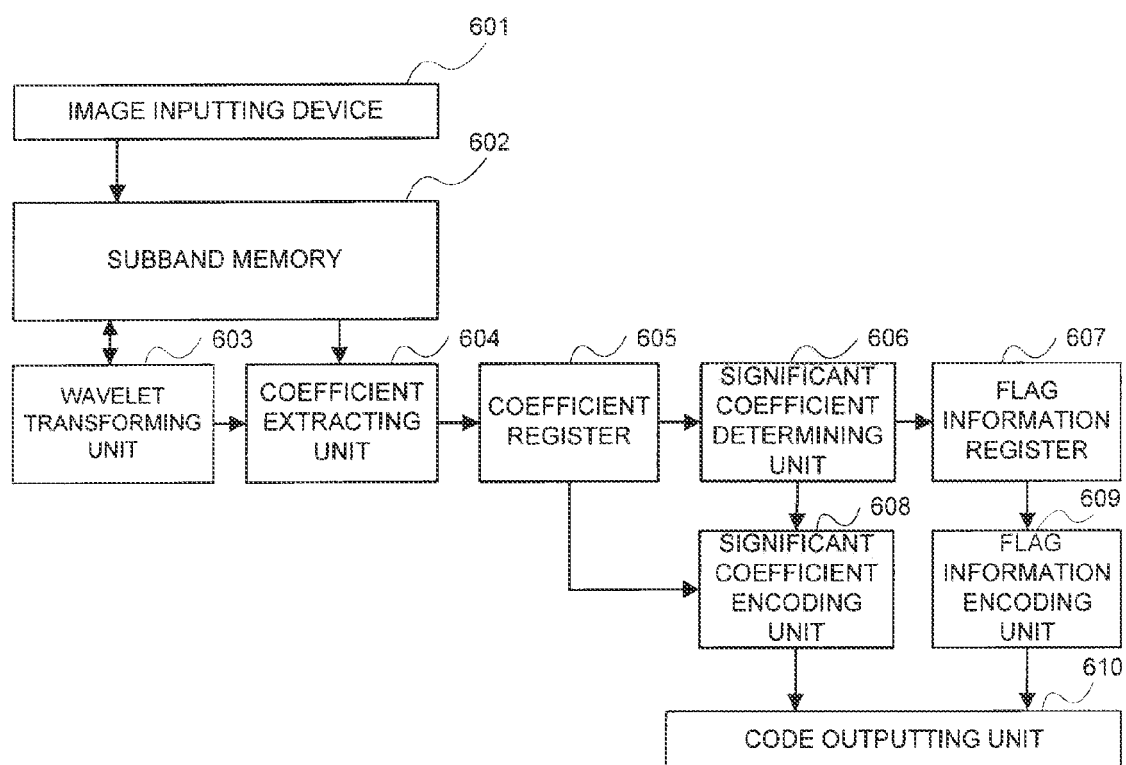 601
IMAGE INPUTTING DEVICE
602
SUBBAND MEMORY
603
WAVELET
TRANSFORMING
UNIT
604
COEFFICIENT
EXTRACTING
UNIT
605
COEFFICIENT
REGISTER
606
SIGNIFICANT
COEFFICIENT
DETERMINING
UNIT
607
FLAG
INFORMATION
REGISTER
608
SIGNIFICANT
COEFFICIENT
ENCODING
UNIT
609
FLAG
INFORMATION
ENCODING
UNIT
610
CODE OUTPUTTING UNIT